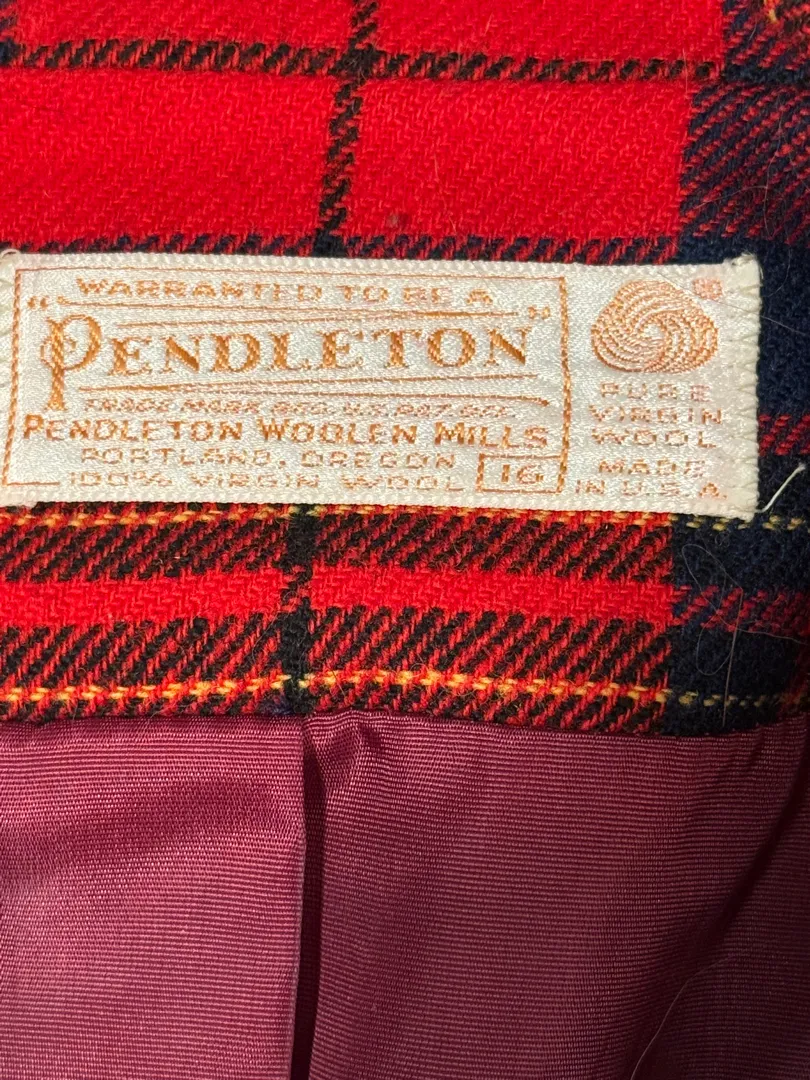 WARRANTED TO BE A
"PENDLETON"
TRADE MARK REG. U.S. PAT. OFF.
PENDLETON WOOLEN MILLS
PORTLAND, OREGON
100% VIRGIN WOOL
16
PURE
VIRGIN
WOOL
MADE
IN U.S.A.